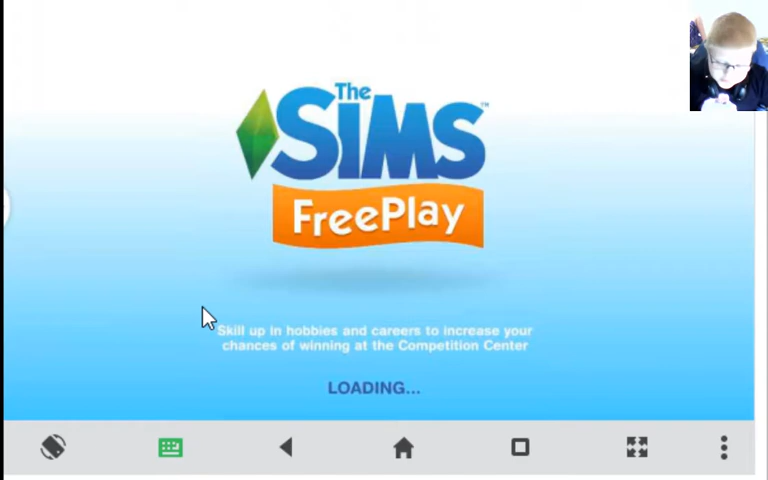 The
SIMS™
FreePlay
Skill up in hobbies and careers to increase your
chances of winning at the Competition Center
LOADING...